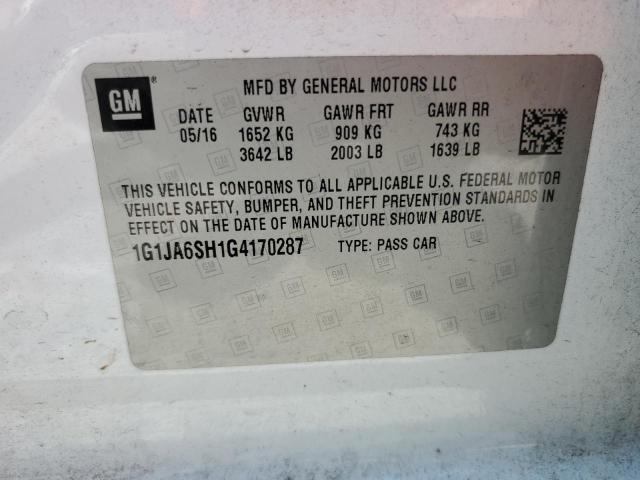 GM ® MFD BY GENERAL MOTORS LLC
DATE GVWR GAWR FRT GAWR RR
05/16 1652 KG 909 KG 743 KG
3642 LB 2003 LB 1639 LB
THIS VEHICLE CONFORMS TO ALL APPLICABLE U.S. FEDERAL MOTOR
VEHICLE SAFETY, BUMPER, AND THEFT PREVENTION STANDARDS IN
EFFECT ON THE DATE OF MANUFACTURE SHOWN ABOVE.
1G1JA6SH1G4170287 TYPE: PASS CAR